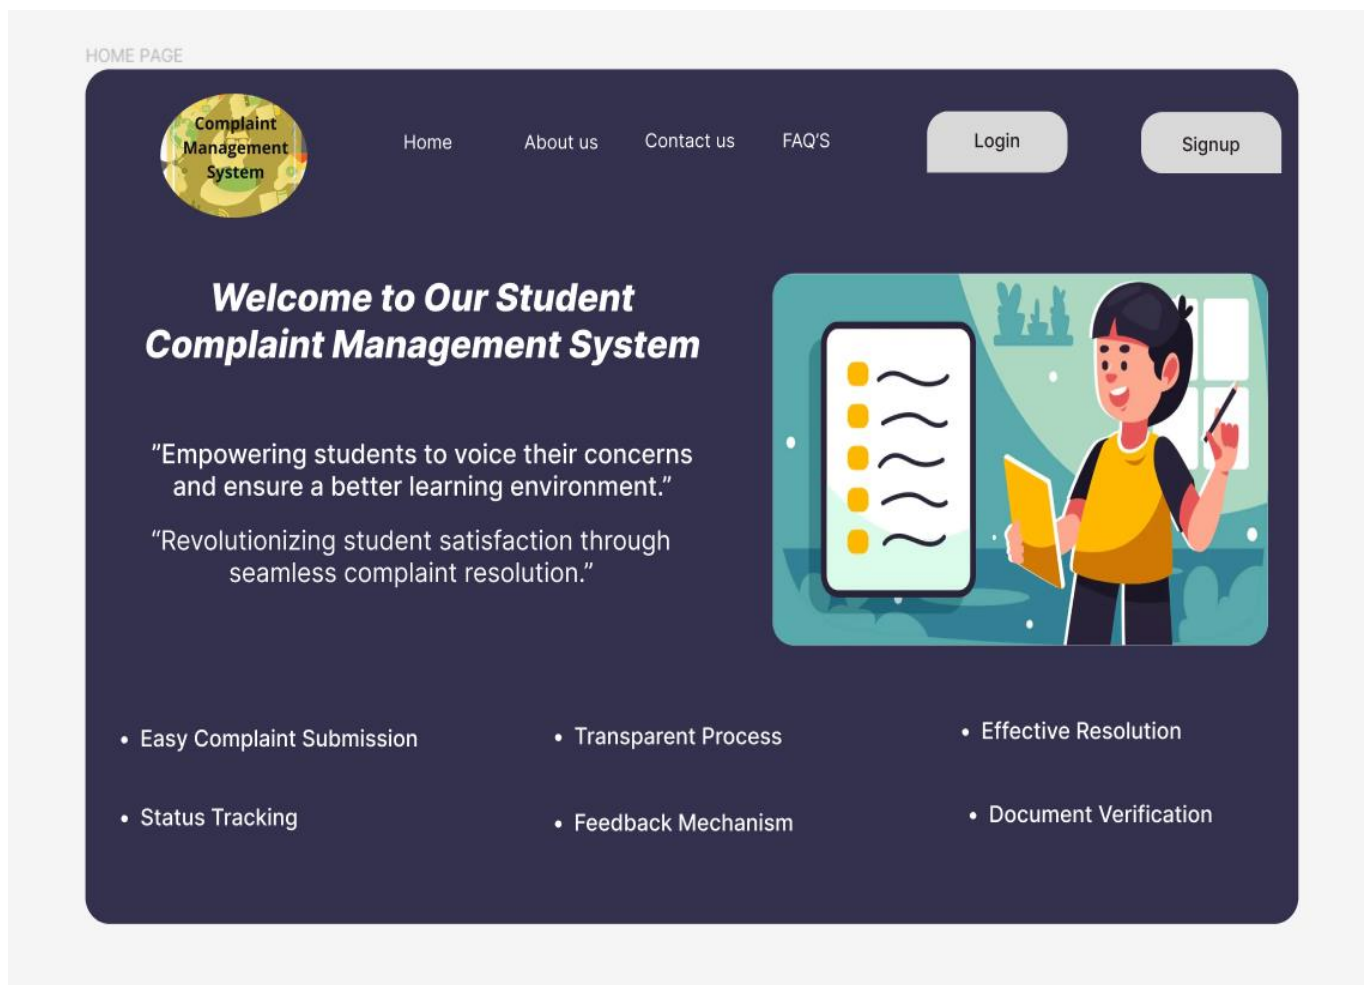 HOME PAGE
Complaint
Management
System
Home
About us
Contact us
FAQ'S
Login
Signup
Welcome to Our Student
Complaint Management System
”Empowering students to voice their concerns
and ensure a better learning environment.”
“Revolutionizing student satisfaction through
seamless complaint resolution.”
• Easy Complaint Submission
• Transparent Process
• Effective Resolution
• Status Tracking
• Feedback Mechanism
• Document Verification